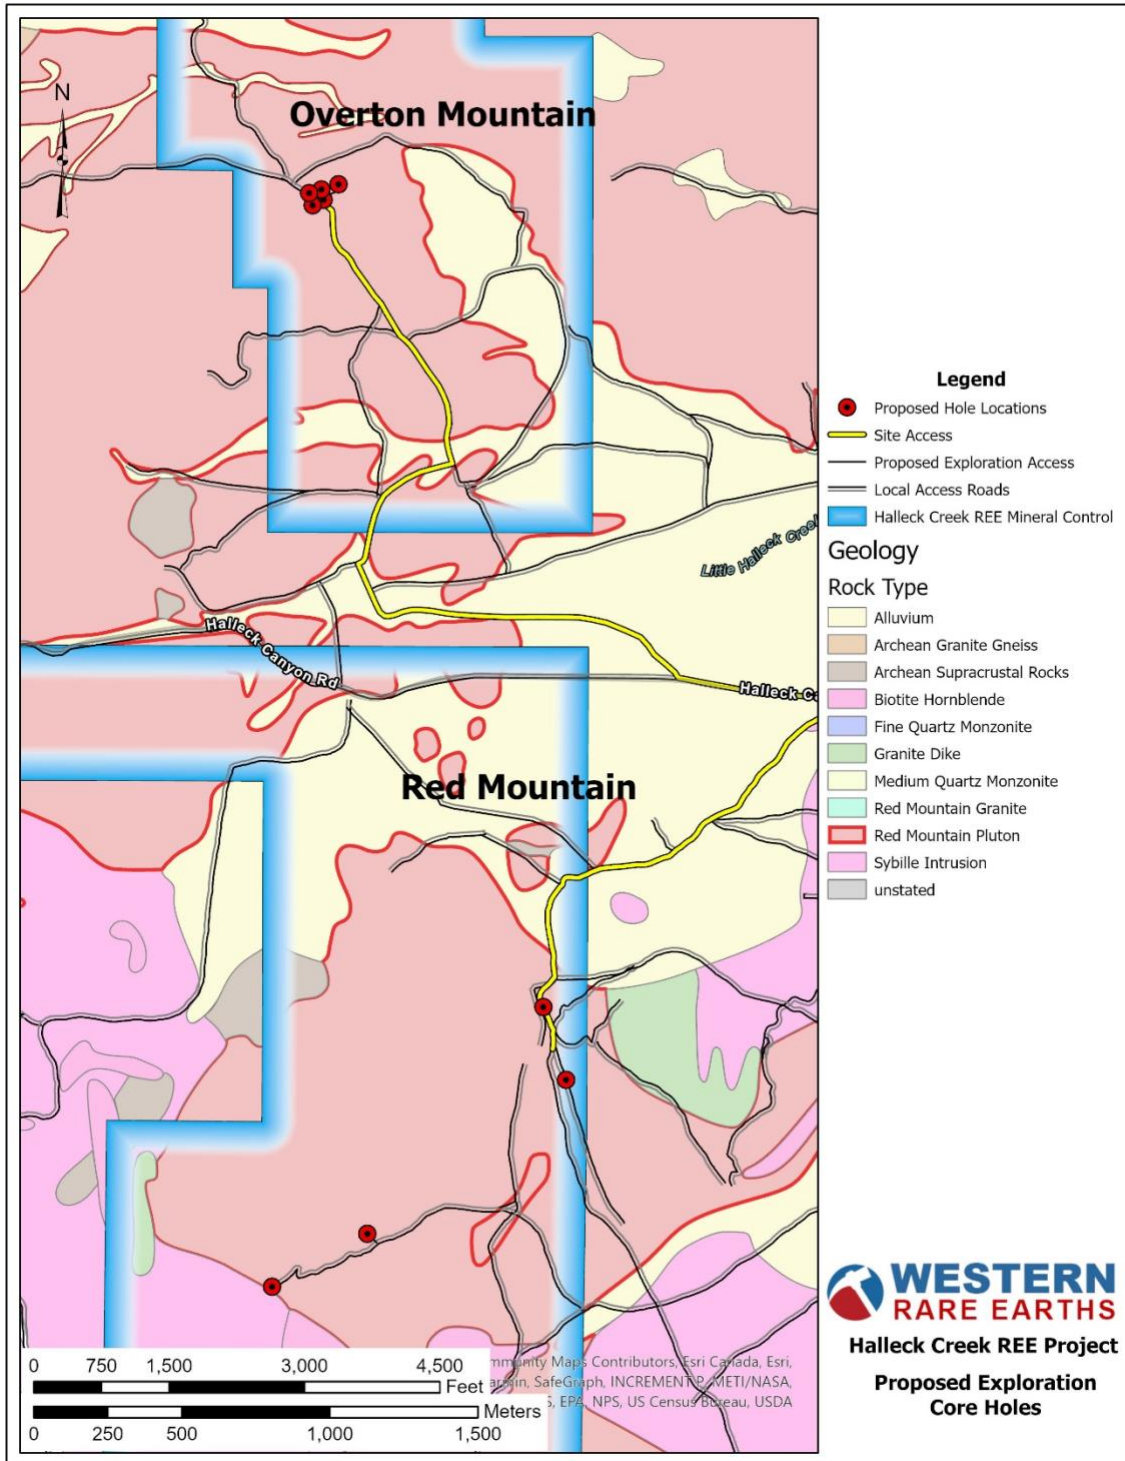 N
Overton Mountain
Little Halleck Creek
Halleck Canyon Rd
Halleck Ca
Red Mountain
0 750 1,500 3,000 4,500
Feet
Meters
0 250 500 1,000 1,500
mmunity Maps Contributors, Esri Canada, Esri,
SafeGraph, INCREMENT P, METI/NASA,
EPA, NPS, US Census Bureau, USDA
Legend
Proposed Hole Locations
Site Access
Proposed Exploration Access
Local Access Roads
Halleck Creek REE Mineral Control
Geology
Rock Type
Alluvium
Archean Granite Gneiss
Archean Supracrustal Rocks
Biotite Hornblende
Fine Quartz Monzonite
Granite Dike
Medium Quartz Monzonite
Red Mountain Granite
Red Mountain Pluton
Sybille Intrusion
unstated
WESTERN
RARE EARTHS
Halleck Creek REE Project
Proposed Exploration
Core Holes